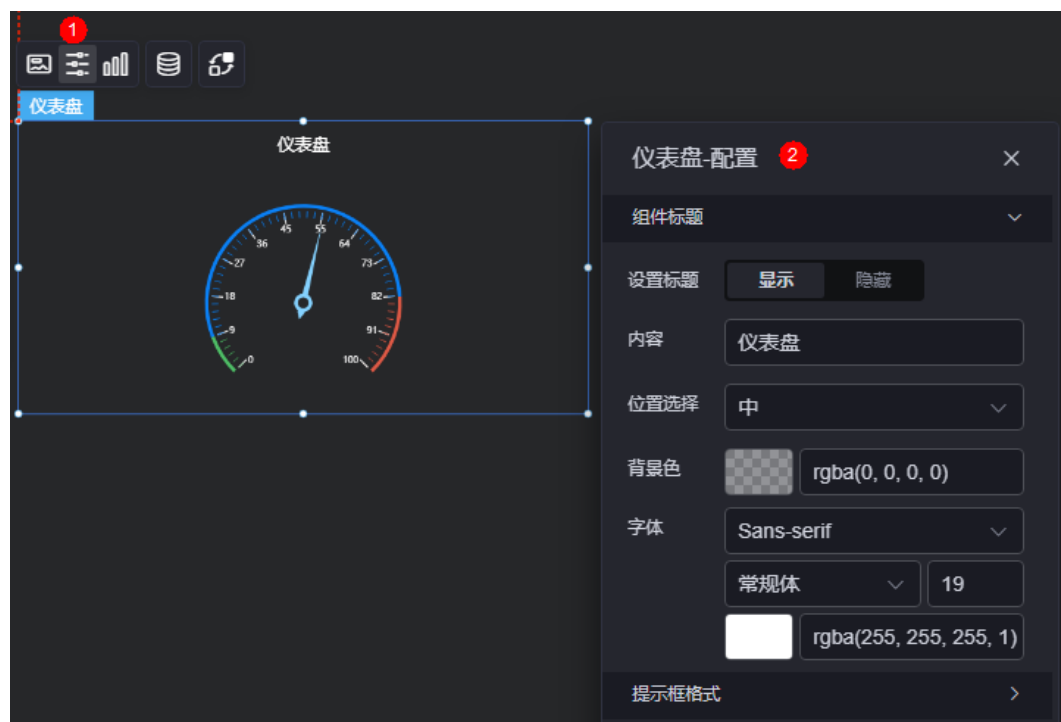 1
仪表盘
仪表盘
45
55
36
64
27
73
18
82
9
91
0
100
仪表盘-配置 2
组件标题
设置标题 显示 隐藏
内容 仪表盘
位置选择 中
背景色 rgba(0, 0, 0, 0)
字体 Sans-serif
常规体 19
rgba(255, 255, 255, 1)
提示框格式